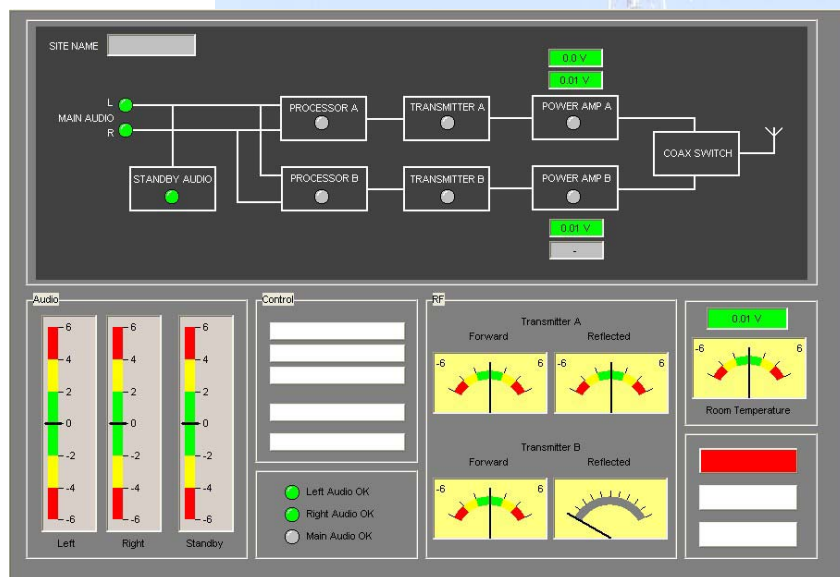 SITE NAME
0.0 V
0.01 V
L
MAIN AUDIO
R
PROCESSOR A
TRANSMITTER A
POWER AMP A
COAX SWITCH
STANDBY AUDIO
PROCESSOR B
TRANSMITTER B
POWER AMP B
0.01 V
-
Audio
6
4
2
0
-2
-4
-6
Left
6
4
2
0
-2
-4
-6
Right
6
4
2
0
-2
-4
-6
Standby
Control
Left Audio OK
Right Audio OK
Main Audio OK
RF
Transmitter A
Forward Reflected
-6 6 -6 6
Transmitter B
Forward Reflected
-6 6
0.01 V
-6 6
Room Temperature